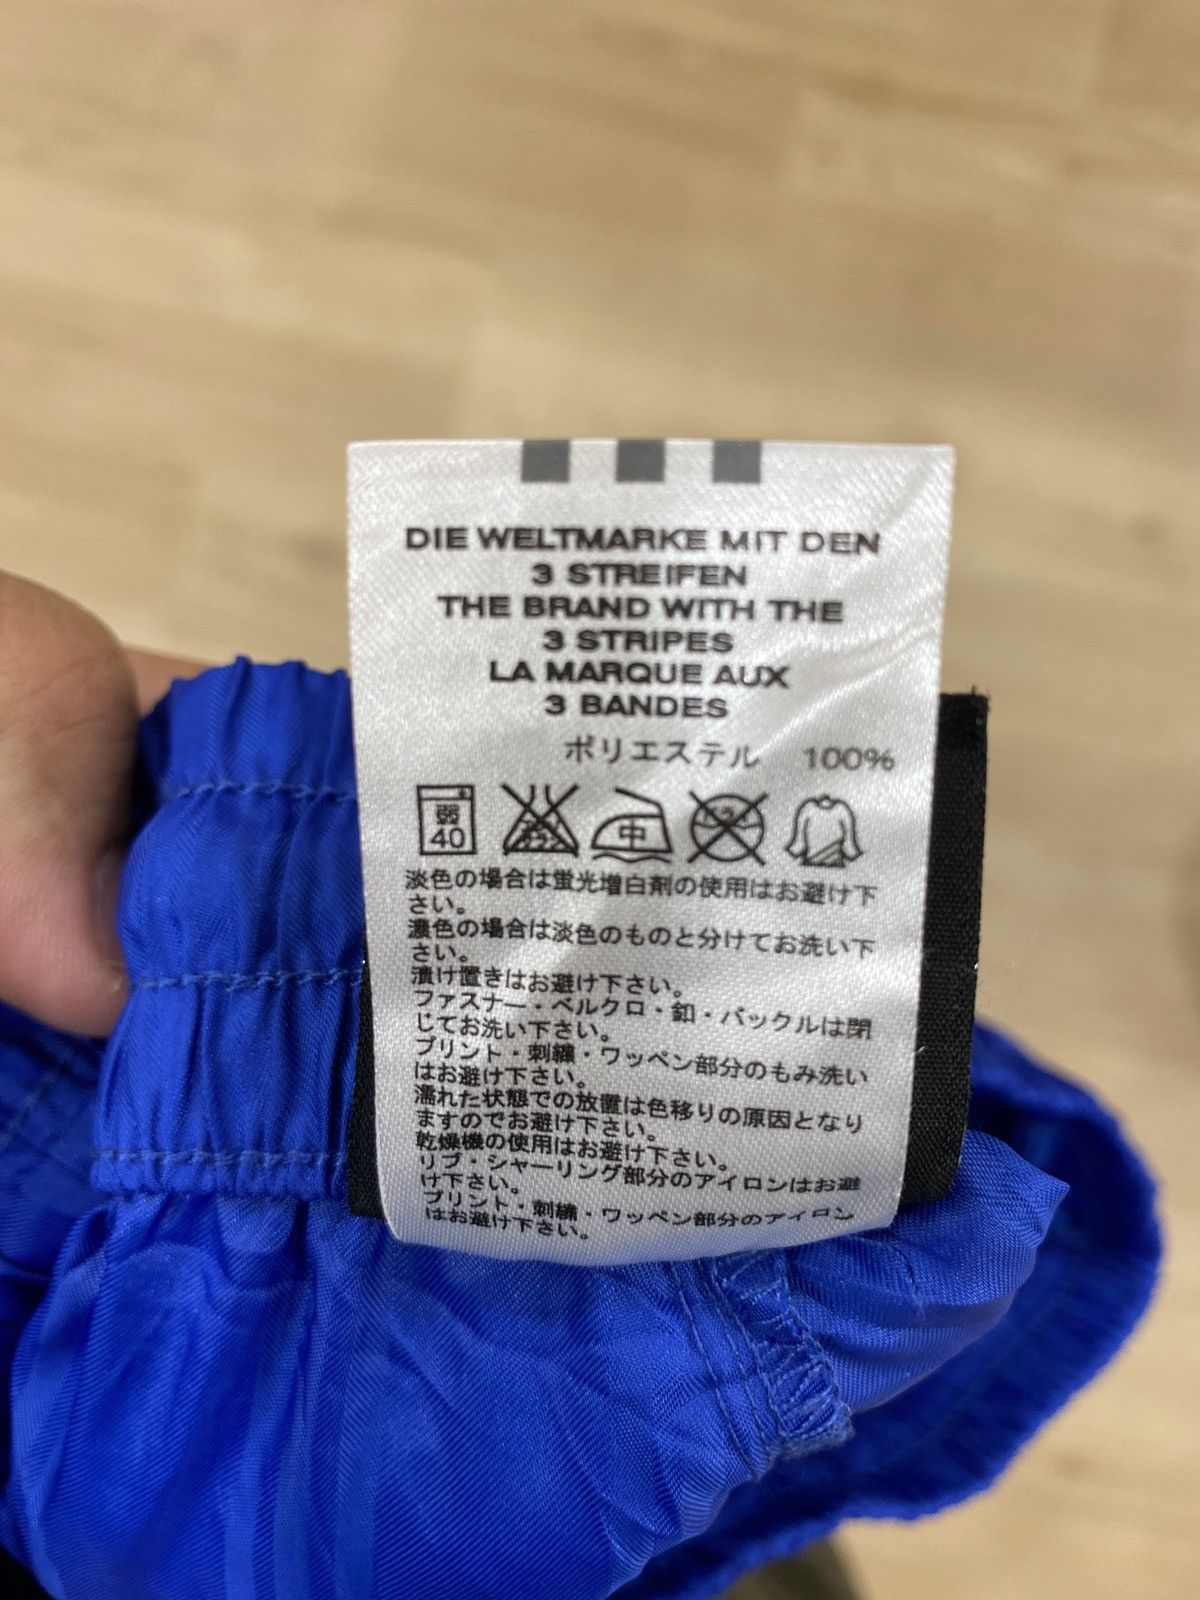 DIE WELTMARKE MIT DEN
3 STREIFEN
THE BRAND WITH THE
3 STRIPES
LA MARQUE AUX
3 BANDES
ポリエステル 100%
弱
40
中
淡色の場合は蛍光増白剤の使用はお避け下
さい。
濃色の場合は淡色のものと分けてお洗い下
さい。
漬け置きはお避け下さい。
ファスナー・ベルクロ・釦・バックルは閉
じてお洗い下さい。
プリント・刺繍・ワッペン部分のもみ洗い
はお避け下さい。
濡れた状態での放置は色移りの原因となり
ますのでお避け下さい。
乾燥機の使用はお避け下さい。
リブ・シャーリング部分のアイロンはお避
け下さい。
プリント・刺繍・ワッペン部分のアイロン
はお避け下さい。